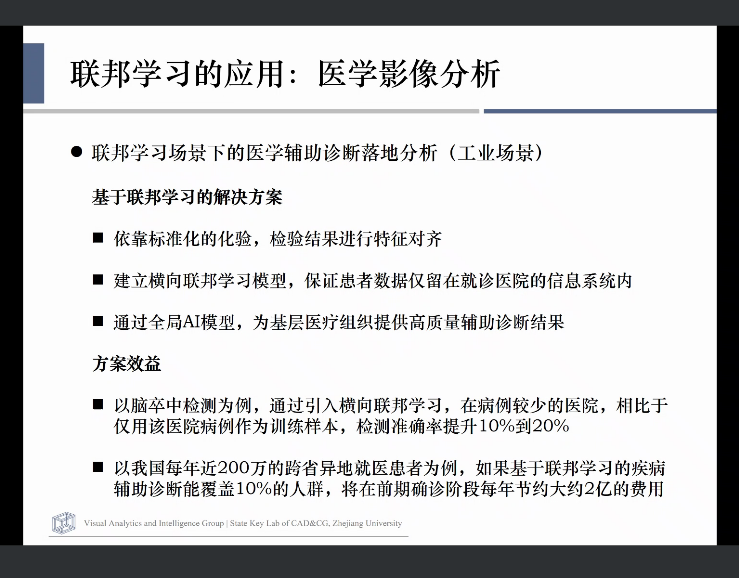 联邦学习的应用：医学影像分析
联邦学习场景下的医学辅助诊断落地分析（工业场景）
基于联邦学习的解决方案
依靠标准化的化验，检验结果进行特征对齐
建立横向联邦学习模型，保证患者数据仅留在就诊医院的信息系统内
通过全局AI模型，为基层医疗组织提供高质量辅助诊断结果
方案效益
以脑卒中检测为例，通过引入横向联邦学习，在病例较少的医院，相比于
仅用该医院病例作为训练样本，检测准确率提升10%到20%
以我国每年近200万的跨省异地就医患者为例，如果基于联邦学习的疾病
辅助诊断能覆盖10%的人群，将在前期确诊阶段每年节约大约2亿的费用
Visual Analytics and Intelligence Group | State Key Lab of CAD&CG, Zhejiang University